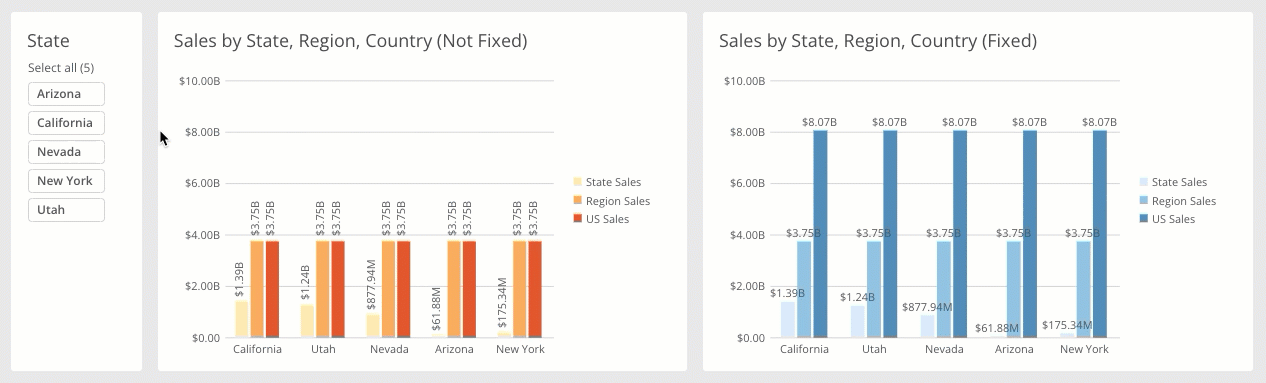 State
Select all (5)
Arizona
California
Nevada
New York
Utah
Sales by State, Region, Country (Not Fixed)
$10.00B
$8.00B
$6.00B
$4.00B
$2.00B
$0.00
$1.39B
$3.75B
$3.75B
$1.24B
$3.75B
$3.75B
$877.94M
$3.75B
$3.75B
$61.88M
$3.75B
$3.75B
$175.34M
$3.75B
$3.75B
California
Utah
Nevada
Arizona
New York
State Sales
Region Sales
US Sales
Sales by State, Region, Country (Fixed)
$10.00B
$8.00B
$6.00B
$4.00B
$2.00B
$0.00
$8.07B
$8.07B
$8.07B
$8.07B
$8.07B
$3.75B
$3.75B
$3.75B
$3.75B
$3.75B
$1.39B
$1.24B
$877.94M
$61.88M
$175.34M
California
Utah
Nevada
Arizona
New York
State Sales
Region Sales
US Sales